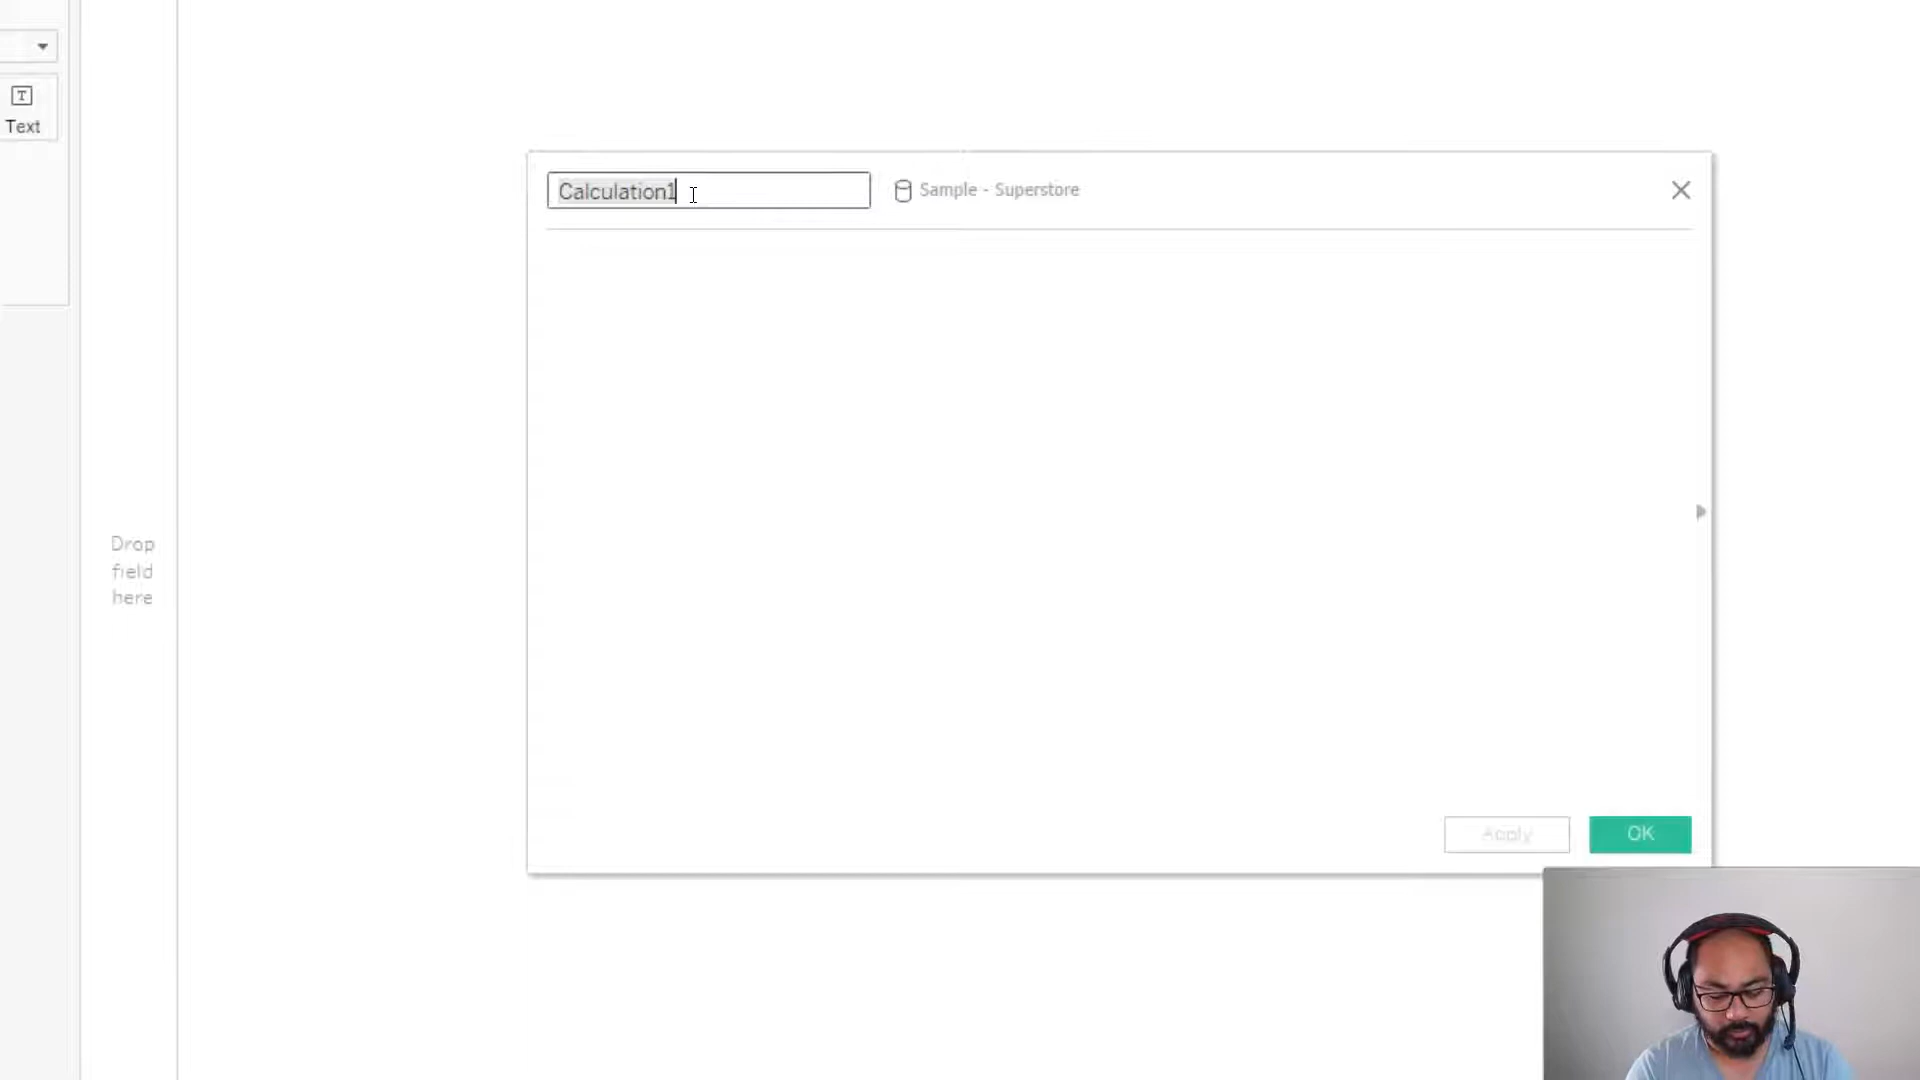 T
Text
Calculation1
Sample - Superstore
Drop
field
here
Apply
OK